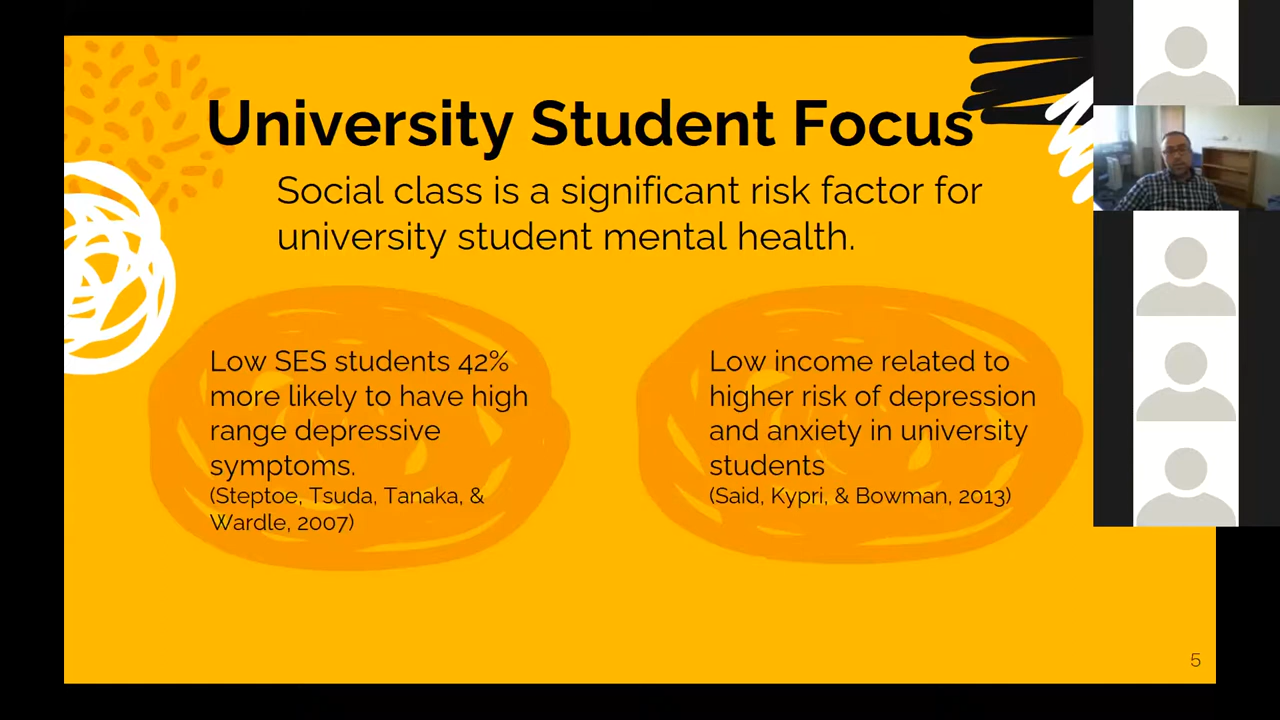 University Student Focus
Social class is a significant risk factor for
university student mental health.
Low SES students 42%
more likely to have high
range depressive
symptoms.
(Steptoe, Tsuda, Tanaka, &
Wardle, 2007)
Low income related to
higher risk of depression
and anxiety in university
students
(Said, Kypri, & Bowman, 2013)
5